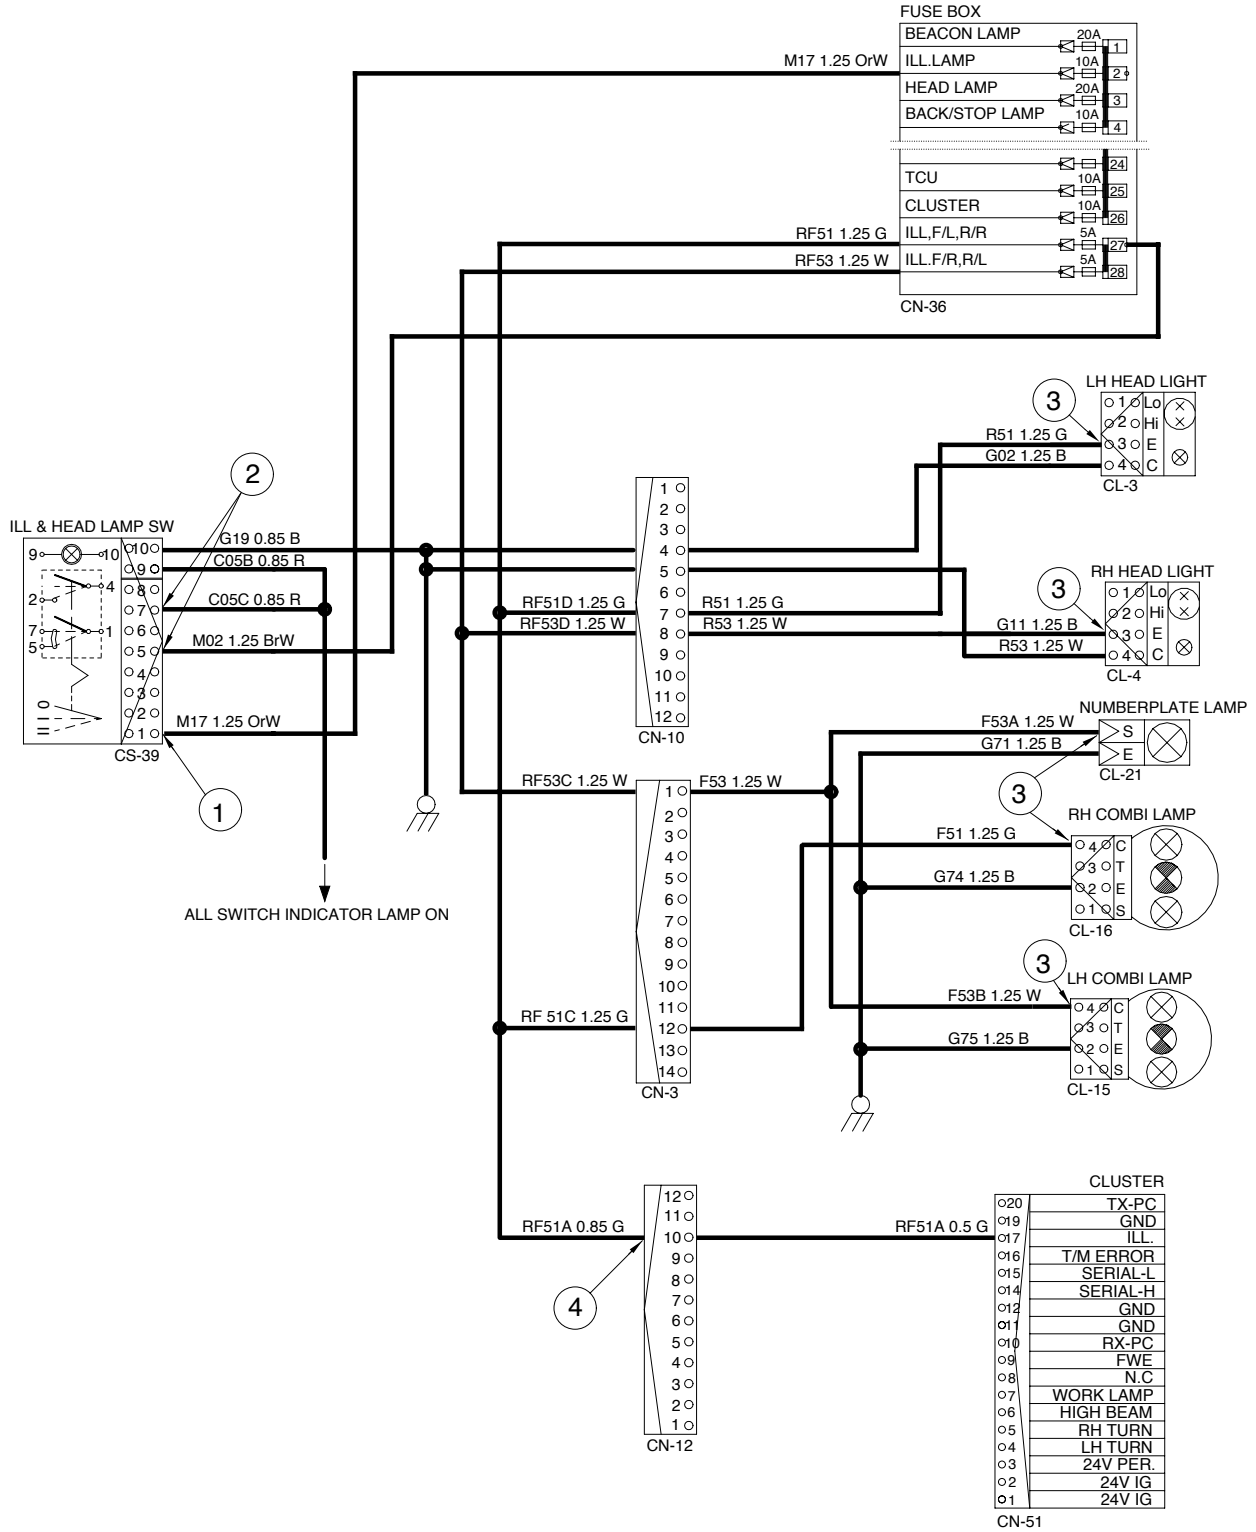 FUSE BOX
BEACON LAMP 20A 1
M17 1.25 OrW ILL.LAMP 10A 2
HEAD LAMP 20A 3
BACK/STOP LAMP 10A 4
24
TCU 10A 25
CLUSTER 10A 26
RF51 1.25 G ILL,F/L,R/R 5A 27
RF53 1.25 W ILL.F/R,R/L 5A 28
CN-36
LH HEAD LIGHT
3
1 Lo
2 Hi
R51 1.25 G 3 E
G02 1.25 B 4 C
CL-3
2
ILL & HEAD LAMP SW
9 10
4
2
7 1
5
O
I
II
G19 0.85 B 10
C05B 0.85 R 9
8
C05C 0.85 R 7
6
M02 1.25 BrW 5
4
3
2
M17 1.25 OrW 1
CS-39
1
ALL SWITCH INDICATOR LAMP ON
1
2
3
4
5
6
RF51D 1.25 G 7 R51 1.25 G
RF53D 1.25 W 8 R53 1.25 W
9
10
11
12
CN-10
RH HEAD LIGHT
3
1 Lo
2 Hi
G11 1.25 B 3 E
R53 1.25 W 4 C
CL-4
NUMBERPLATE LAMP
F53A 1.25 W S
G71 1.25 B E
CL-21
3
RF53C 1.25 W 1 F53 1.25 W
2
3
4
5
6
7
8
9
10
11
RF 51C 1.25 G 12
13
14
CN-3
RH COMBI LAMP
F51 1.25 G 4 C
3 T
G74 1.25 B 2 E
1 S
CL-16
3
LH COMBI LAMP
F53B 1.25 W 4 C
3 T
G75 1.25 B 2 E
1 S
CL-15
12
11
RF51A 0.85 G 10 RF51A 0.5 G
9
8
7
6
5
4
3
2
1
CN-12
4
CLUSTER
20 TX-PC
19 GND
17 ILL.
16 T/M ERROR
15 SERIAL-L
14 SERIAL-H
12 GND
11 GND
10 RX-PC
9 FWE
8 N.C
7 WORK LAMP
6 HIGH BEAM
5 RH TURN
4 LH TURN
3 24V PER.
2 24V IG
1 24V IG
CN-51